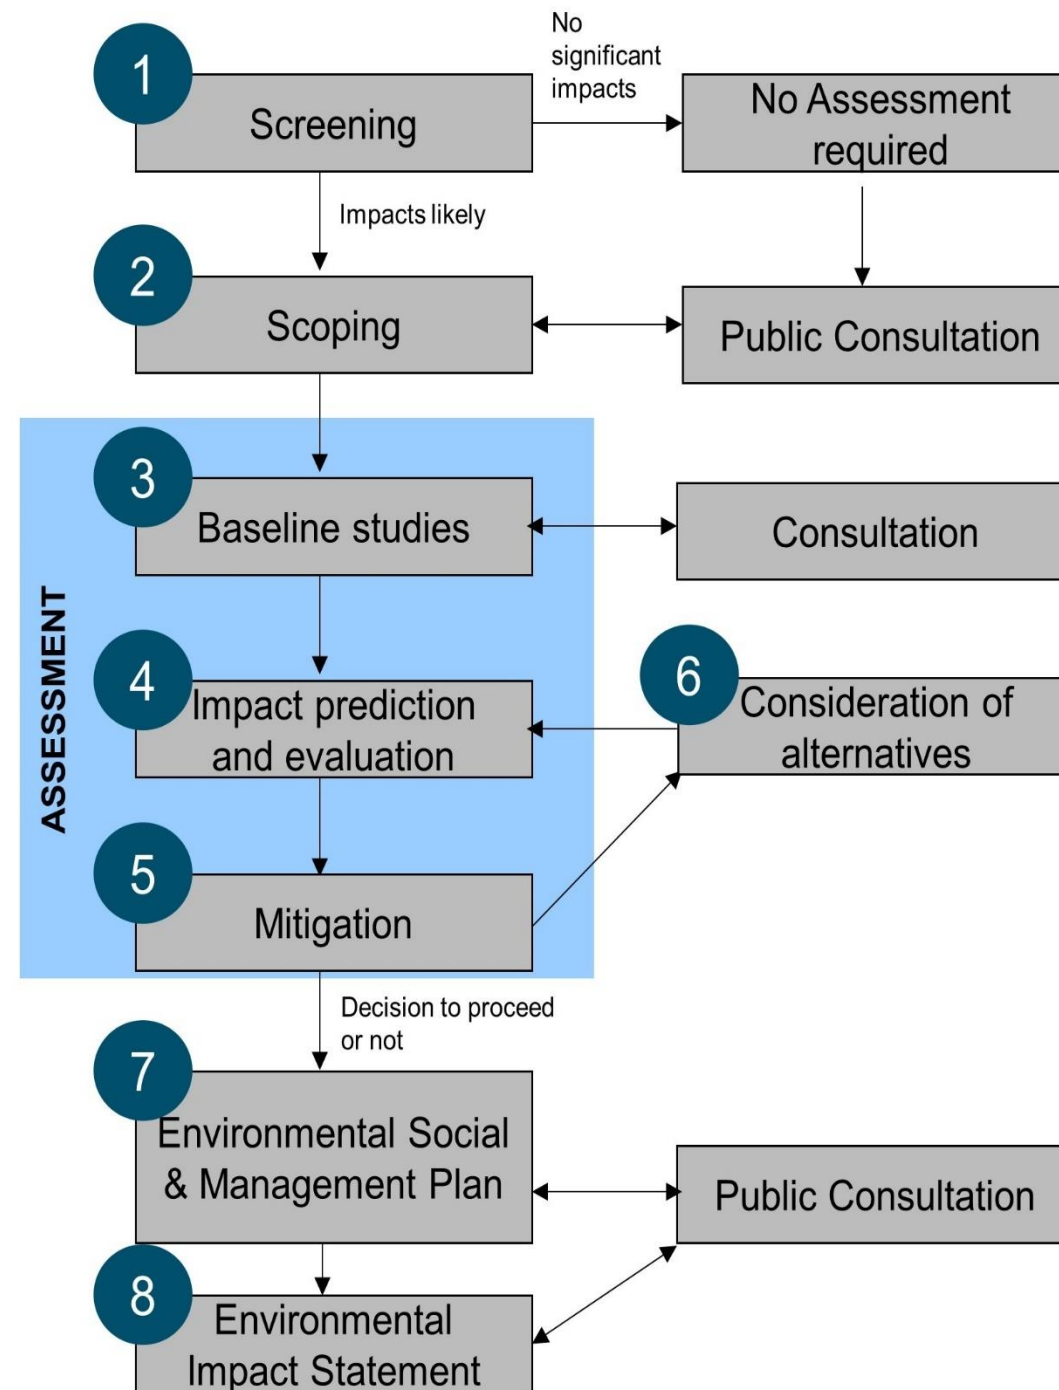 1
Screening
No
significant
impacts
No Assessment
required
Impacts likely
2
Scoping
Public Consultation
ASSESSMENT
3
Baseline studies
Consultation
4
Impact prediction
and evaluation
6
Consideration of
alternatives
5
Mitigation
Decision to proceed
or not
7
Environmental Social
& Management Plan
Public Consultation
8
Environmental
Impact Statement